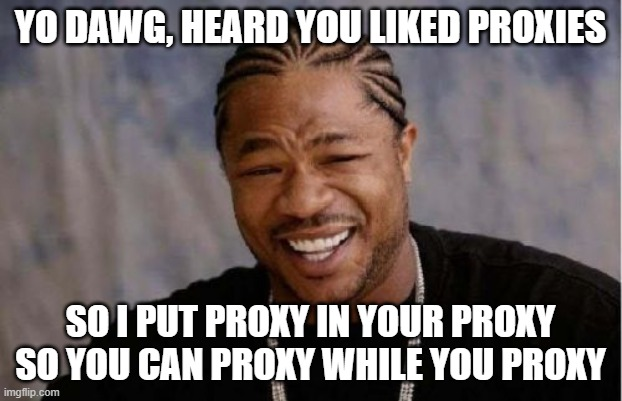 YO DAWG, HEARD YOU LIKED PROXIES
SO I PUT PROXY IN YOUR PROXY
SO YOU CAN PROXY WHILE YOU PROXY
imgflip.com